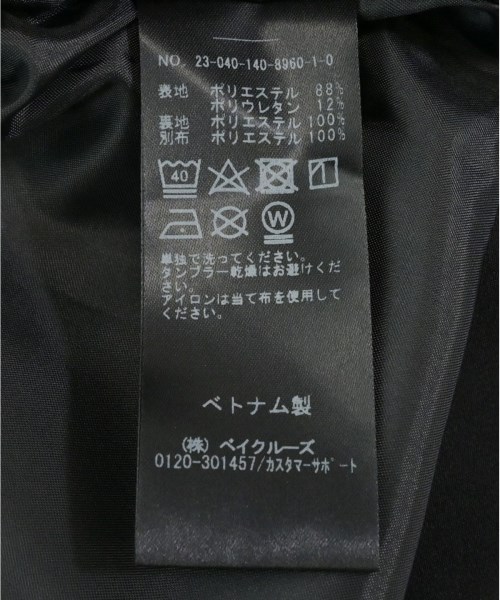 NO. 23-040-140-8960-1-0
表地 ポリエステル 88%
ポリウレタン 12%
裏地 ポリエステル 100%
別布 ポリエステル 100%
40
W
単独で洗ってください。
タンブラー乾燥はお避けくだ
さい。
アイロンは当て布を使用して
ください。
ベトナム製
(株) ベイクルーズ
0120-301457/カスタマーサポート